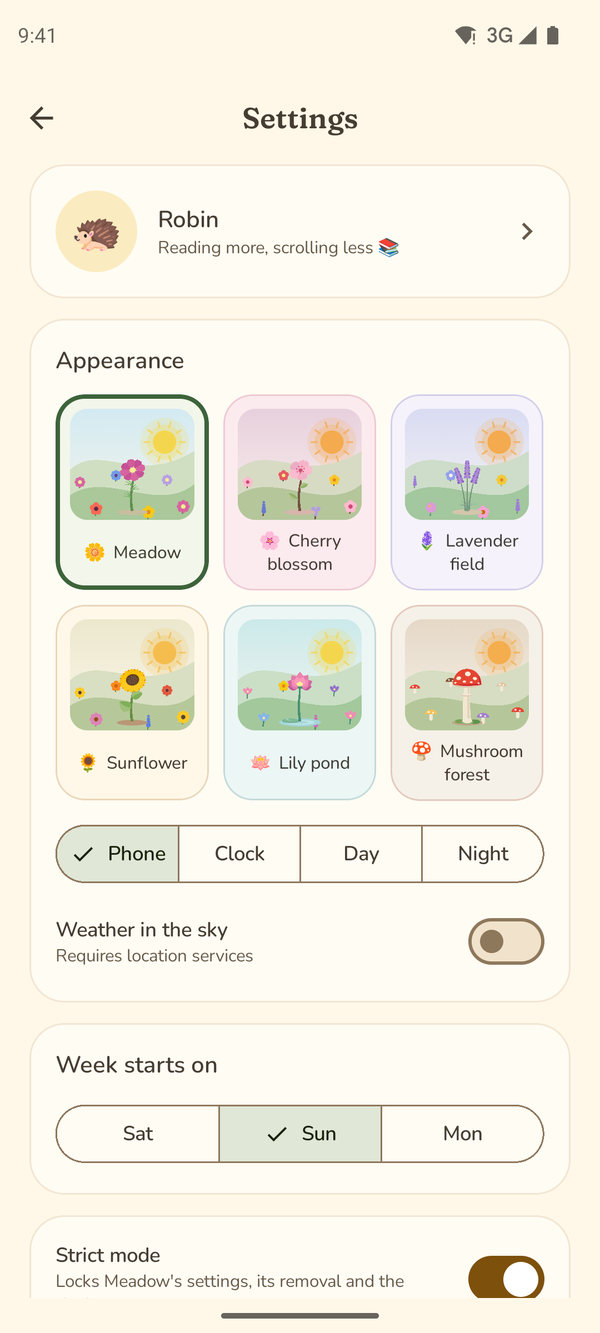 9:41
3G
Settings
Robin
Reading more, scrolling less 📚
Appearance
Meadow
Cherry
blossom
Lavender
field
Sunflower
Lily pond
Mushroom
forest
Phone
Clock
Day
Night
Weather in the sky
Requires location services
Week starts on
Sat
Sun
Mon
Strict mode
Locks Meadow's settings, its removal and the